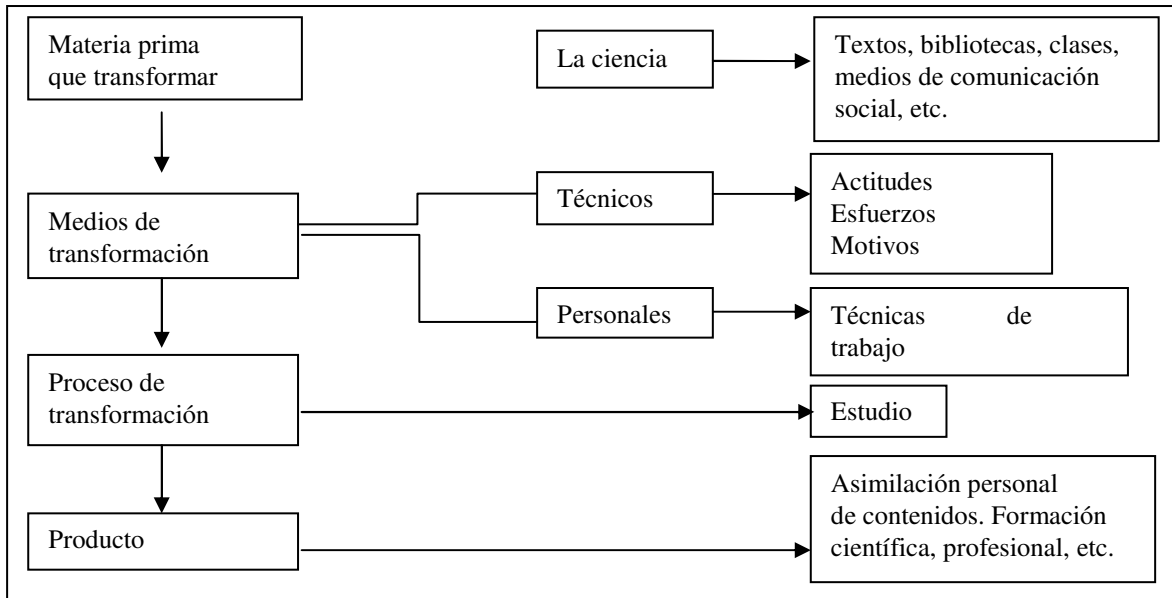 Materia prima
que transformar
La ciencia
Textos, bibliotecas, clases,
medios de comunicación
social, etc.
Medios de
transformación
Técnicos
Actitudes
Esfuerzos
Motivos
Personales
Técnicas de
trabajo
Proceso de
transformación
Estudio
Producto
Asimilación personal
de contenidos. Formación
científica, profesional, etc.